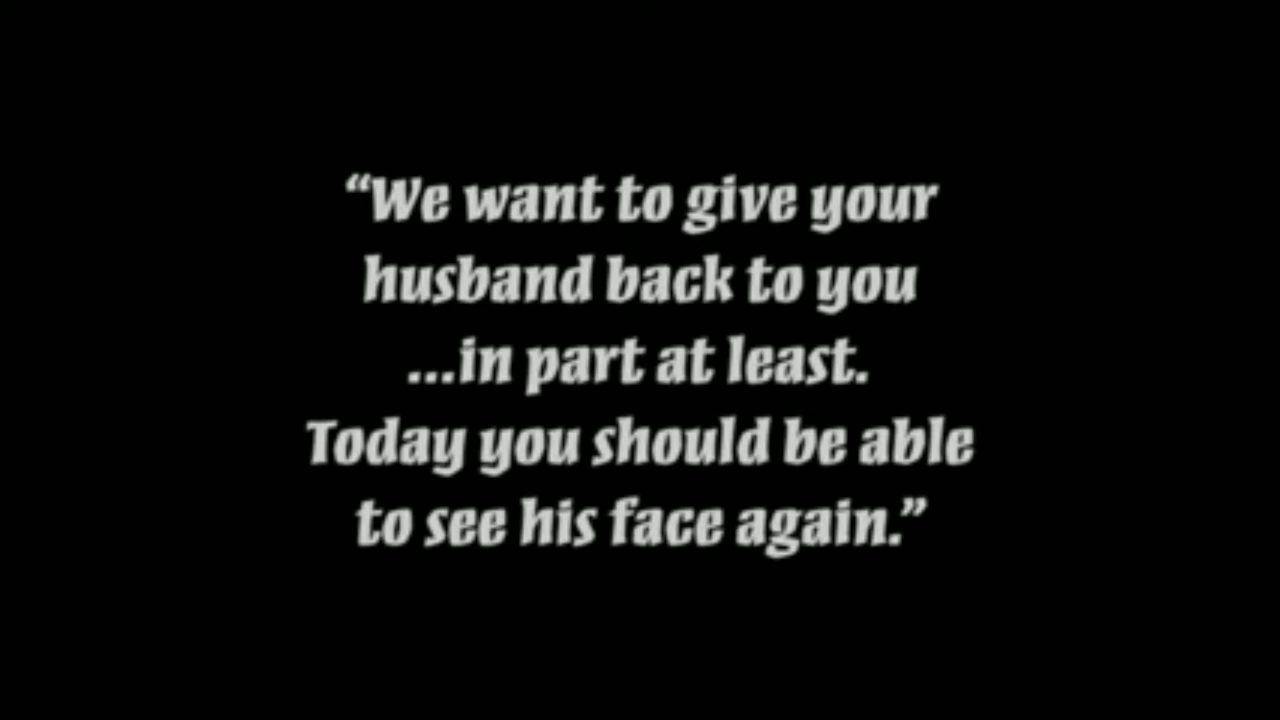 “We want to give your
husband back to you
...in part at least.
Today you should be able
to see his face again.”